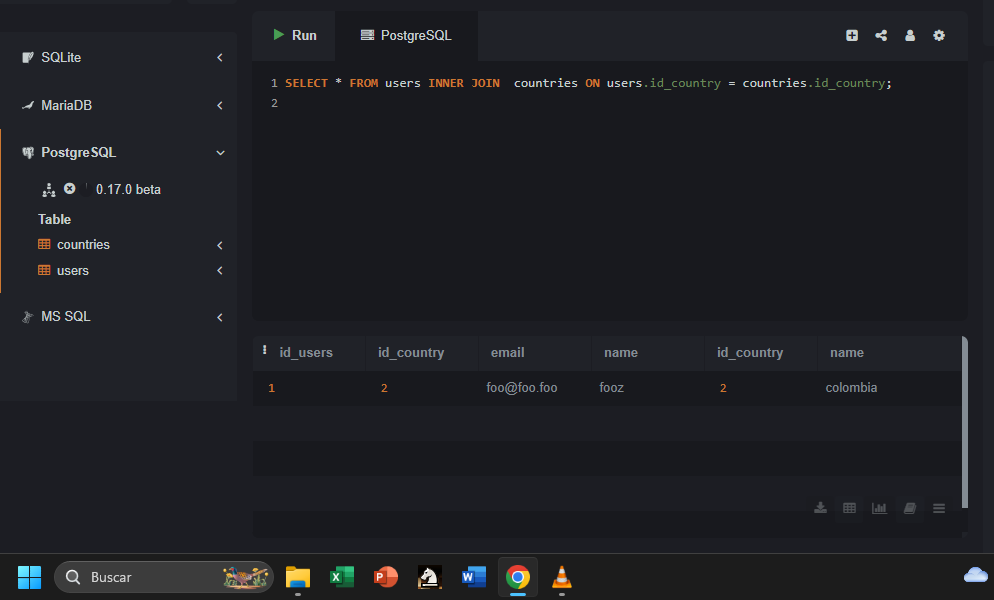 SQLite
MariaDB
PostgreSQL
0.17.0 beta
Table
countries
users
MS SQL
Run
PostgreSQL
1 SELECT * FROM users INNER JOIN  countries ON users.id_country = countries.id_country;
2
id_users id_country email name id_country name
1 2 foo@foo.foo fooz 2 colombia
Buscar